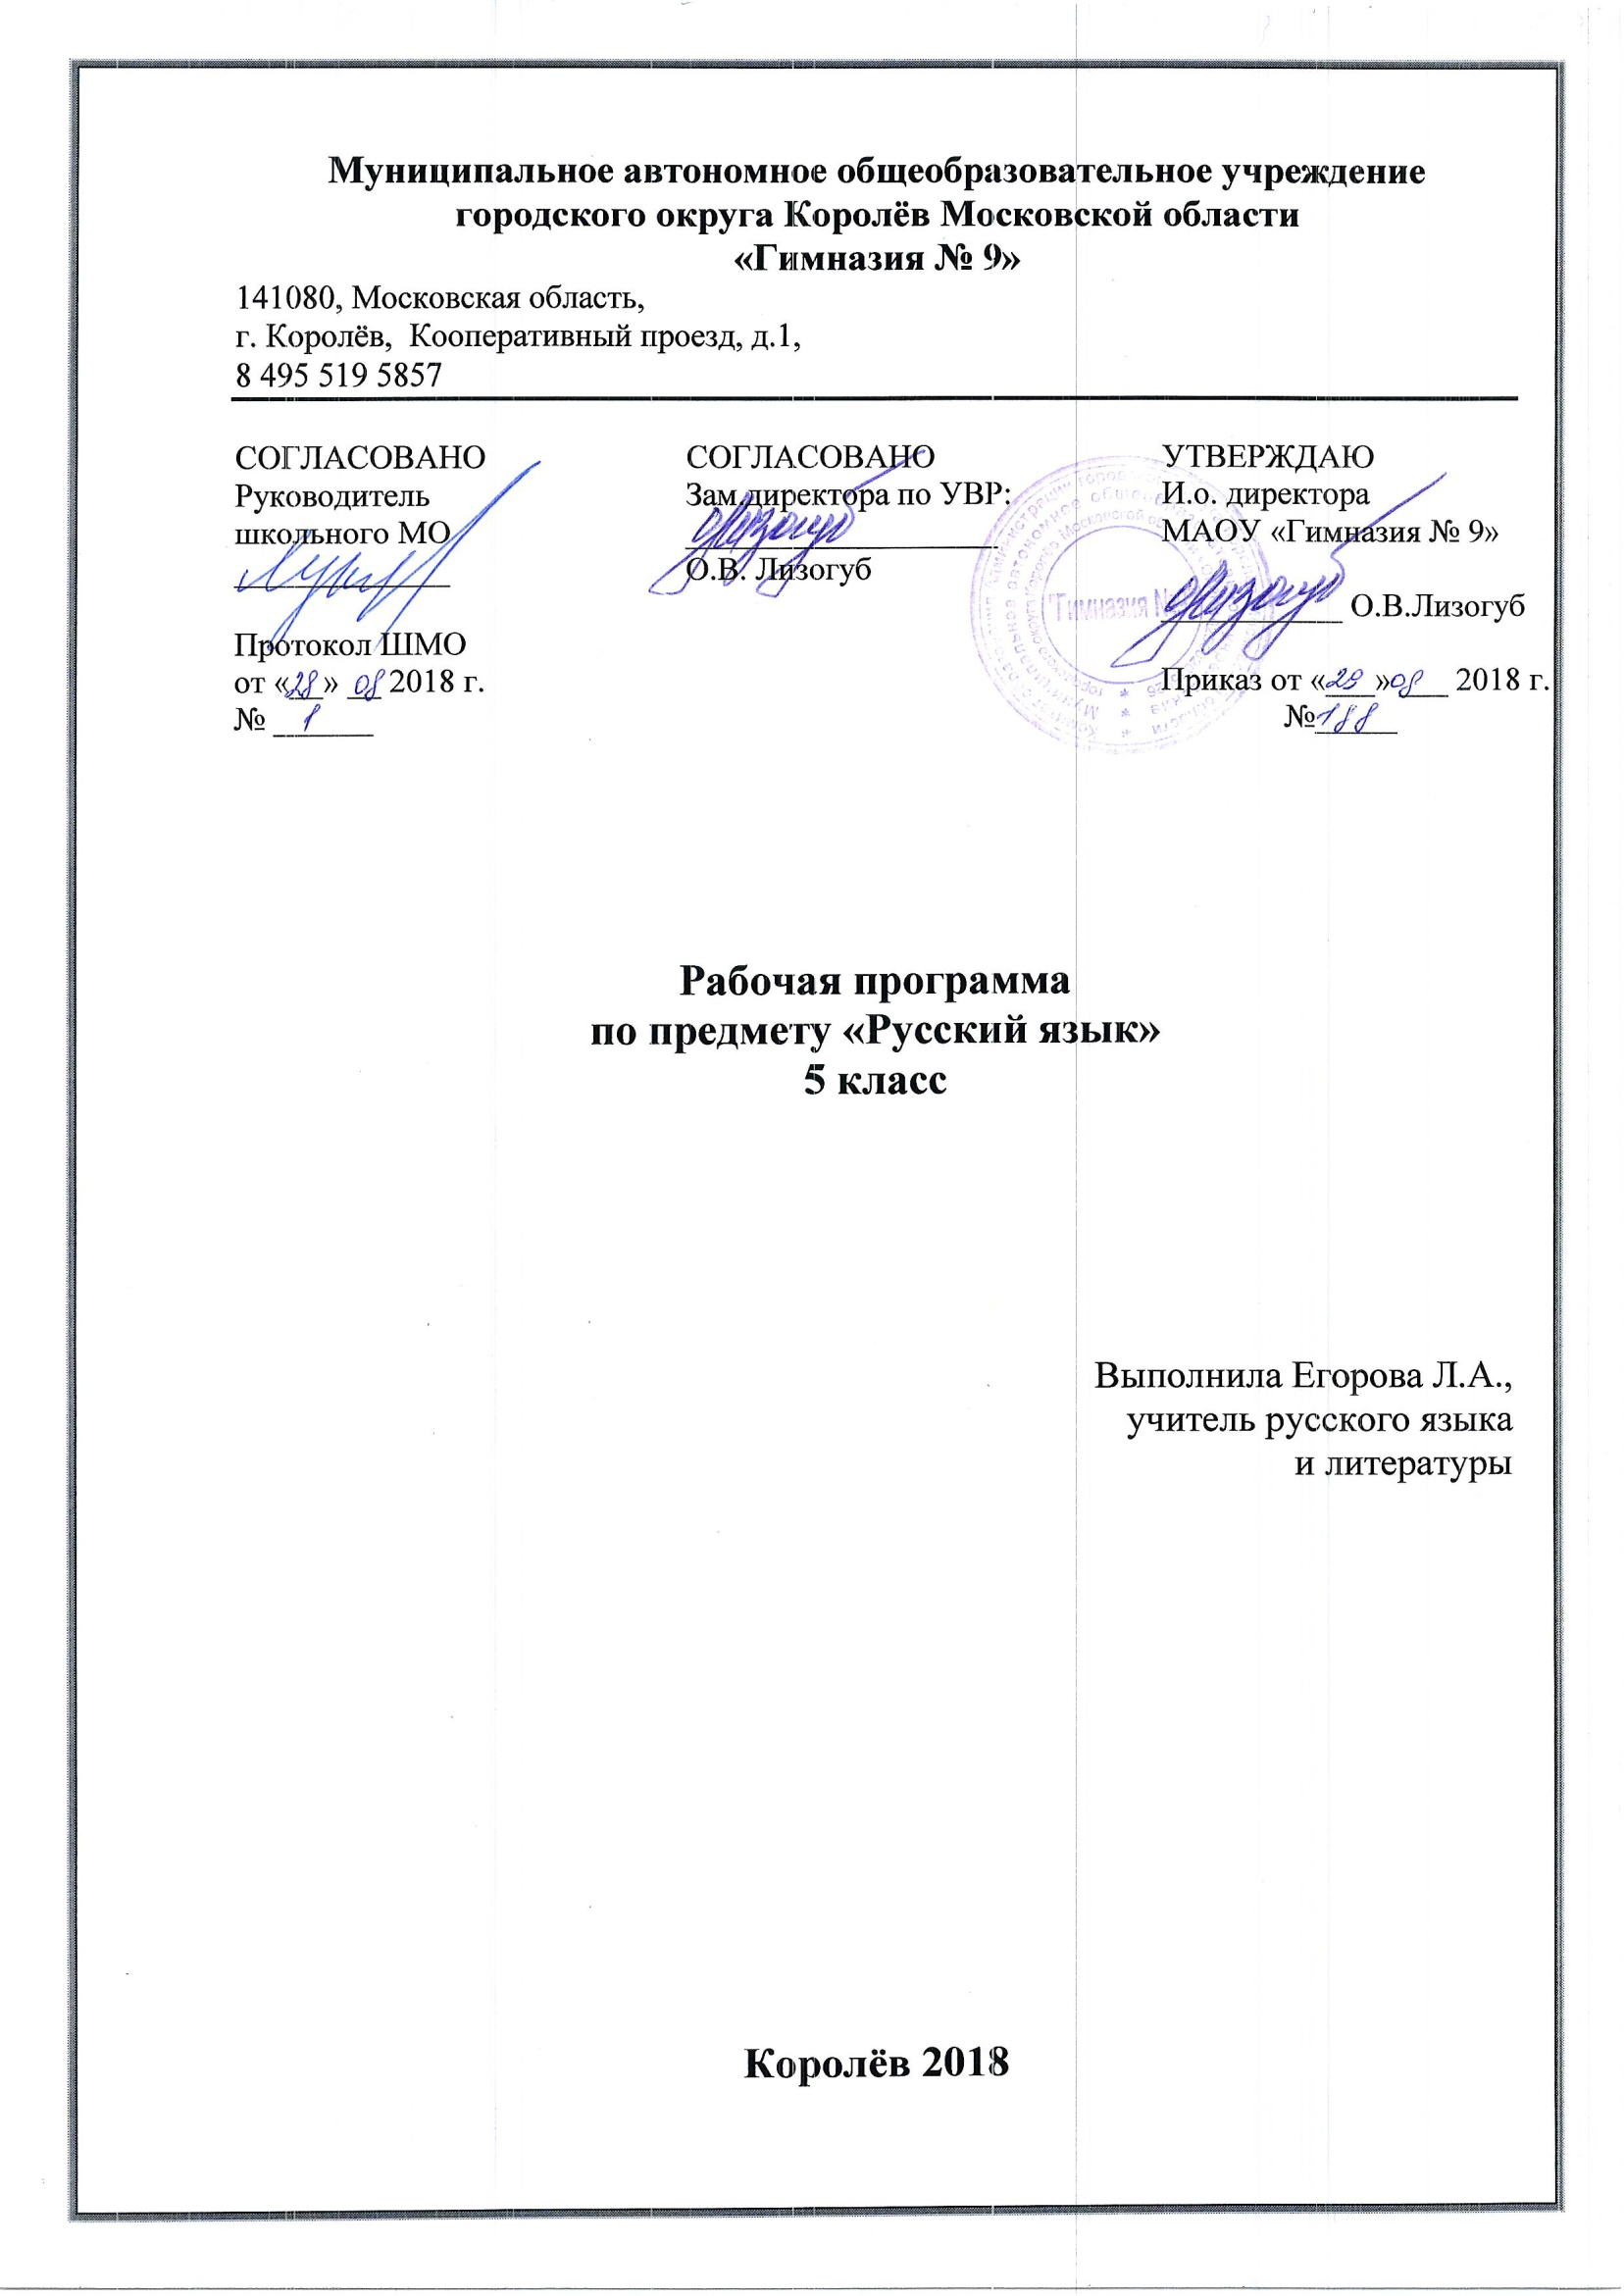 Муниципальное автономное общеобразовательное учреждение
городского округа Королёв Московской области
«Гимназия № 9»
141080, Московская область,
г. Королёв, Кооперативный проезд, д.1,
8 495 519 5857
СОГЛАСОВАНО
Руководитель
школьного МО
Протокол ШМО
от «28» 08 2018 г.
№ 1
СОГЛАСОВАНО
Зам.директора по УВР:
О.В. Лизогуб
УТВЕРЖДАЮ
И.о. директора
МАОУ «Гимназия № 9»
О.В.Лизогуб
Приказ от «29» 08 2018 г.
№188
"Гимназия №
Рабочая программа
по предмету «Русский язык»
5 класс
Выполнила Егорова Л.А.,
учитель русского языка
и литературы
Королёв 2018